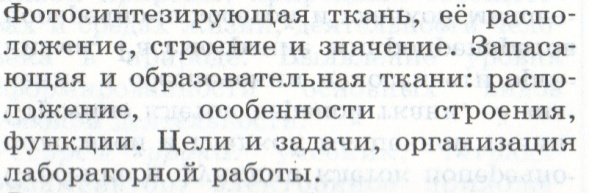 Фотосинтезирующая ткань, её распо-
ложение, строение и значение. Запаса-
ющая и образовательная ткани: распо-
ложение, особенности строения,
функции. Цели и задачи, организация
лабораторной работы.